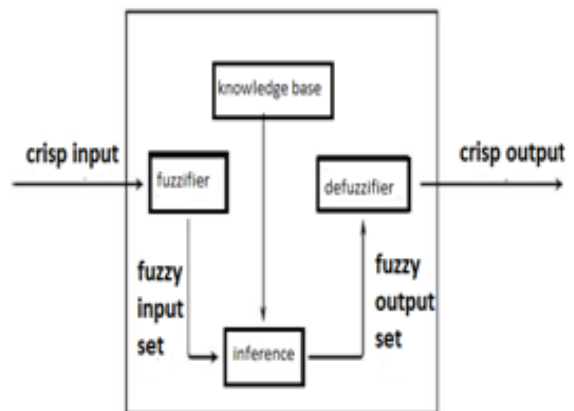 knowledge base
crisp input
crisp output
fuzzifier
defuzzifier
fuzzy
input
set
fuzzy
output
set
inference